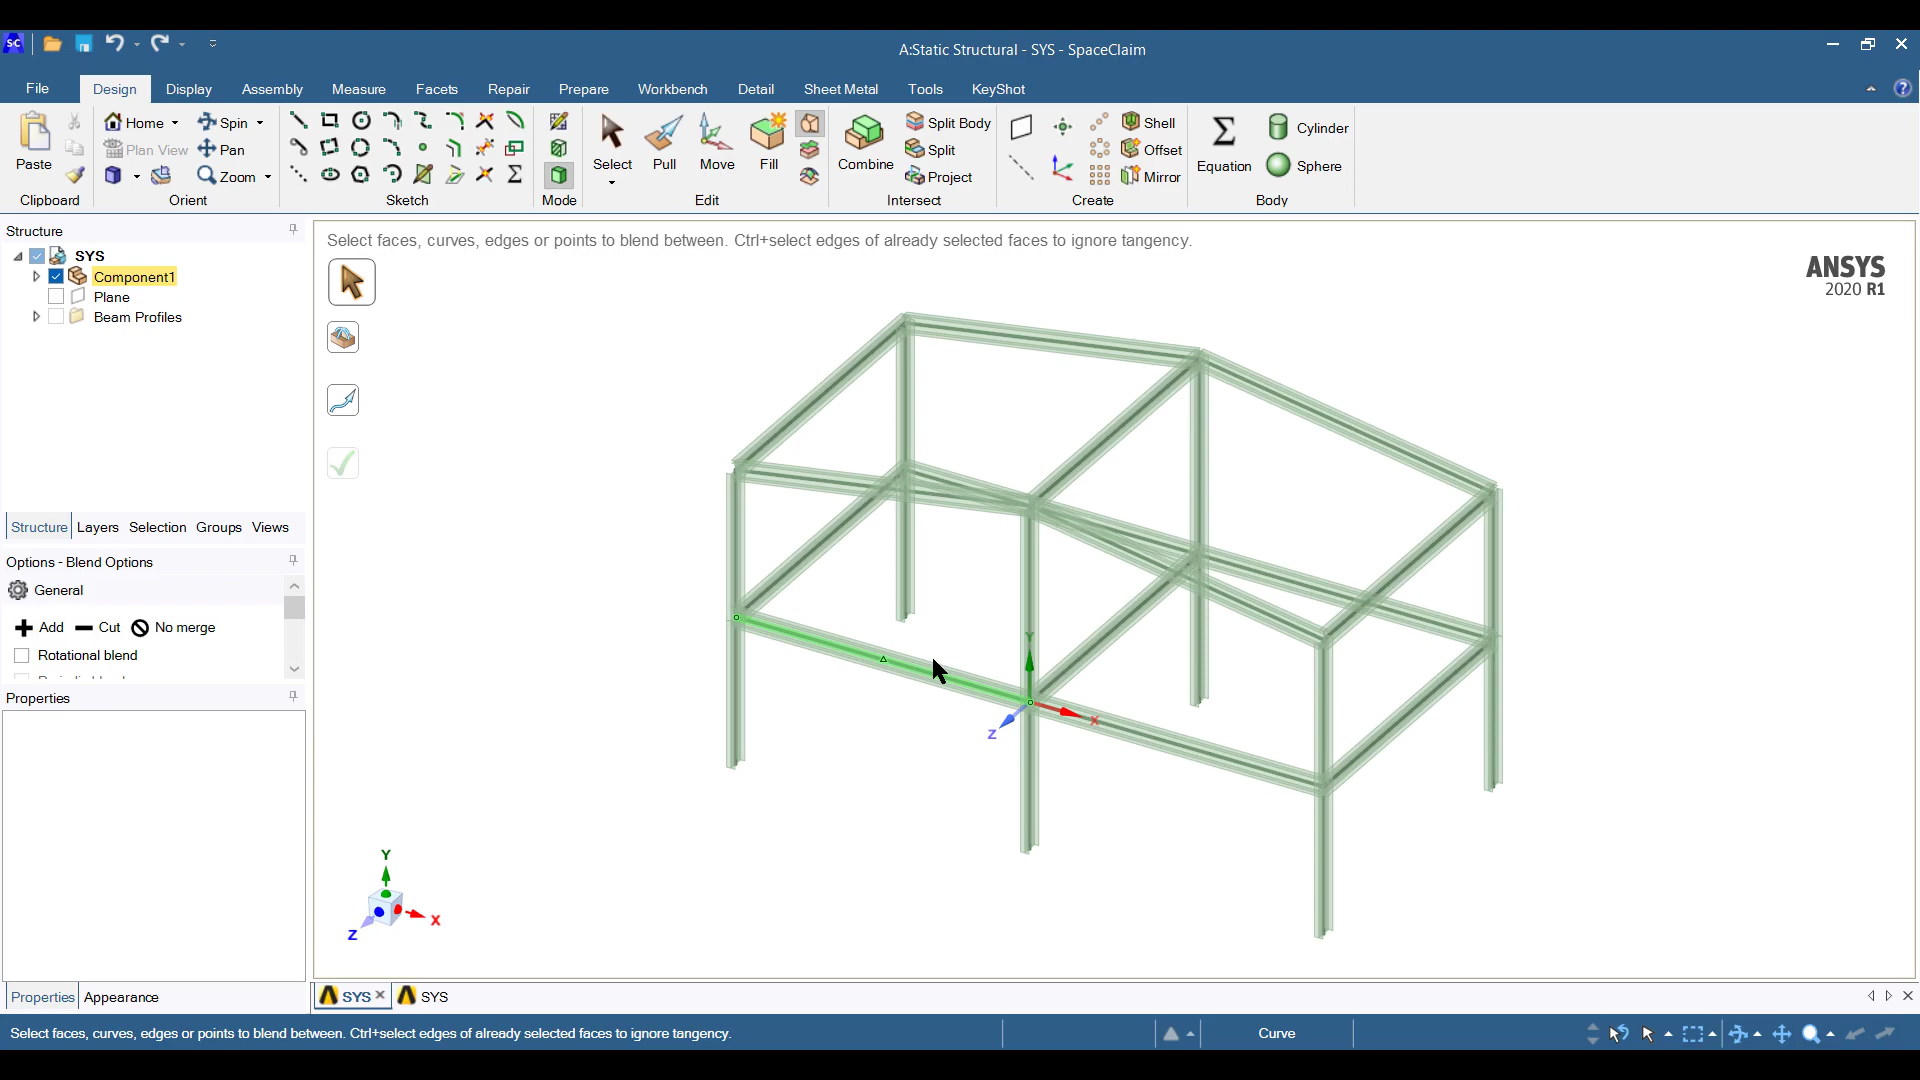 SC
A:Static Structural - SYS - SpaceClaim
File Design Display Assembly Measure Facets Repair Prepare Workbench Detail Sheet Metal Tools KeyShot
Paste
Clipboard
Home
Plan View
Spin
Pan
Zoom
Orient
Sketch
Mode
Select
Pull
Move
Fill
Edit
Combine
Split Body
Split
Project
Intersect
Shell
Offset
Mirror
Create
Equation
Cylinder
Sphere
Body
Structure
SYS
Component1
Plane
Beam Profiles
Structure Layers Selection Groups Views
Options - Blend Options
General
Add Cut No merge
Rotational blend
Properties
Properties Appearance
Select faces, curves, edges or points to blend between. Ctrl+select edges of already selected faces to ignore tangency.
ANSYS
2020 R1
Y
X
Z
Y
X
Z
SYS SYS
Select faces, curves, edges or points to blend between. Ctrl+select edges of already selected faces to ignore tangency.
Curve